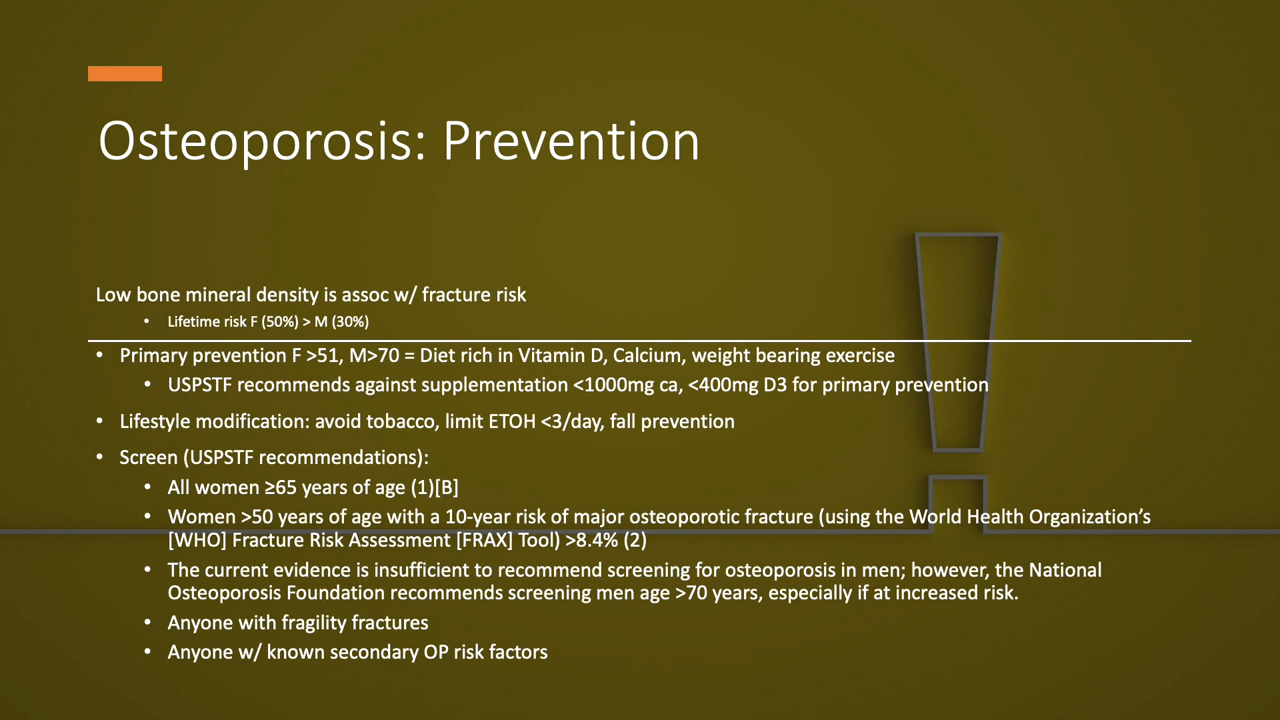 Osteoporosis: Prevention
Low bone mineral density is assoc w/ fracture risk
• Lifetime risk F (50%) > M (30%)
• Primary prevention F >51, M>70 = Diet rich in Vitamin D, Calcium, weight bearing exercise
• USPSTF recommends against supplementation <1000mg ca, <400mg D3 for primary prevention
• Lifestyle modification: avoid tobacco, limit ETOH <3/day, fall prevention
• Screen (USPSTF recommendations):
• All women ≥65 years of age (1)[B]
• Women >50 years of age with a 10-year risk of major osteoporotic fracture (using the World Health Organization’s
[WHO] Fracture Risk Assessment [FRAX] Tool) >8.4% (2)
• The current evidence is insufficient to recommend screening for osteoporosis in men; however, the National
Osteoporosis Foundation recommends screening men age >70 years, especially if at increased risk.
• Anyone with fragility fractures
• Anyone w/ known secondary OP risk factors